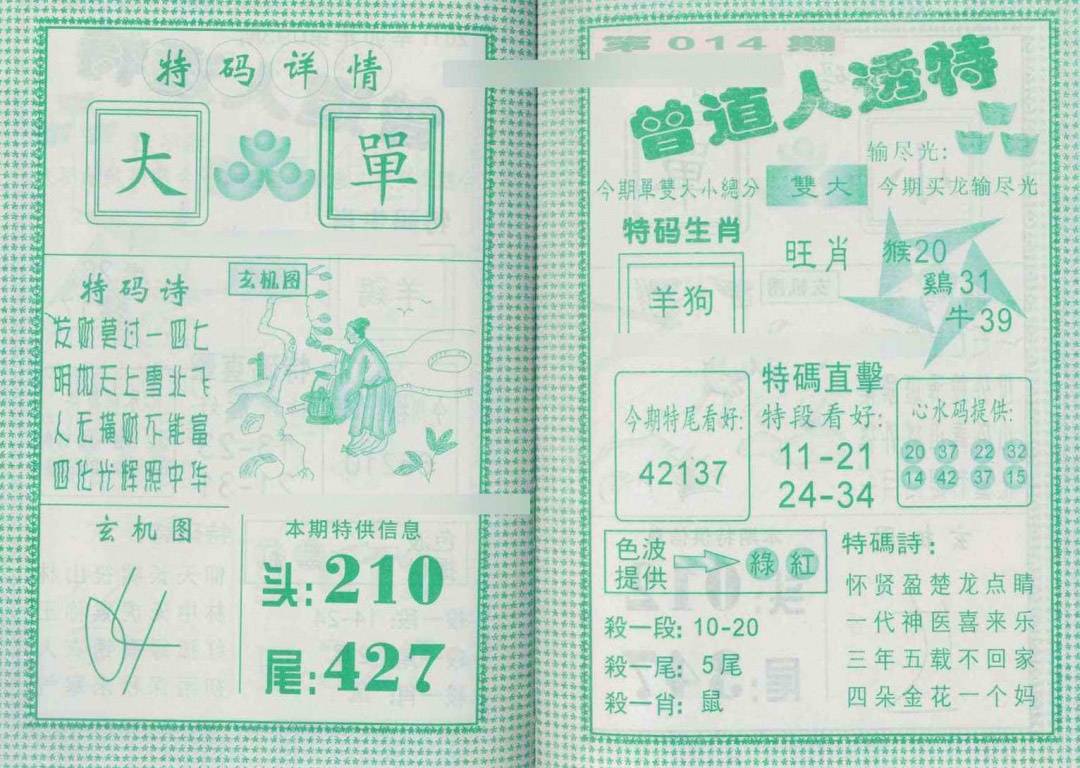 特码详情
大 單
特码诗
发财莫过一四七
明如天上雪北飞
人无横财不能富
四化光辉照中华
玄机图
1
玄机图
本期特供信息
头:210
尾:427
第014期
曾道人透特
输尽光:
今期單雙大小總分 雙大 今期买龙输尽光
特码生肖
羊狗
旺肖
猴20
鷄31
牛39
今期特尾看好:
42137
特碼直擊
特段看好:
11-21
24-34
心水码提供:
20 37 22 32
14 42 37 15
色波
提供
綠 紅
殺一段: 10-20
殺一尾: 5尾
殺一肖: 鼠
特碼詩:
怀贤盈楚龙点睛
一代神医喜来乐
三年五载不回家
四朵金花一个妈